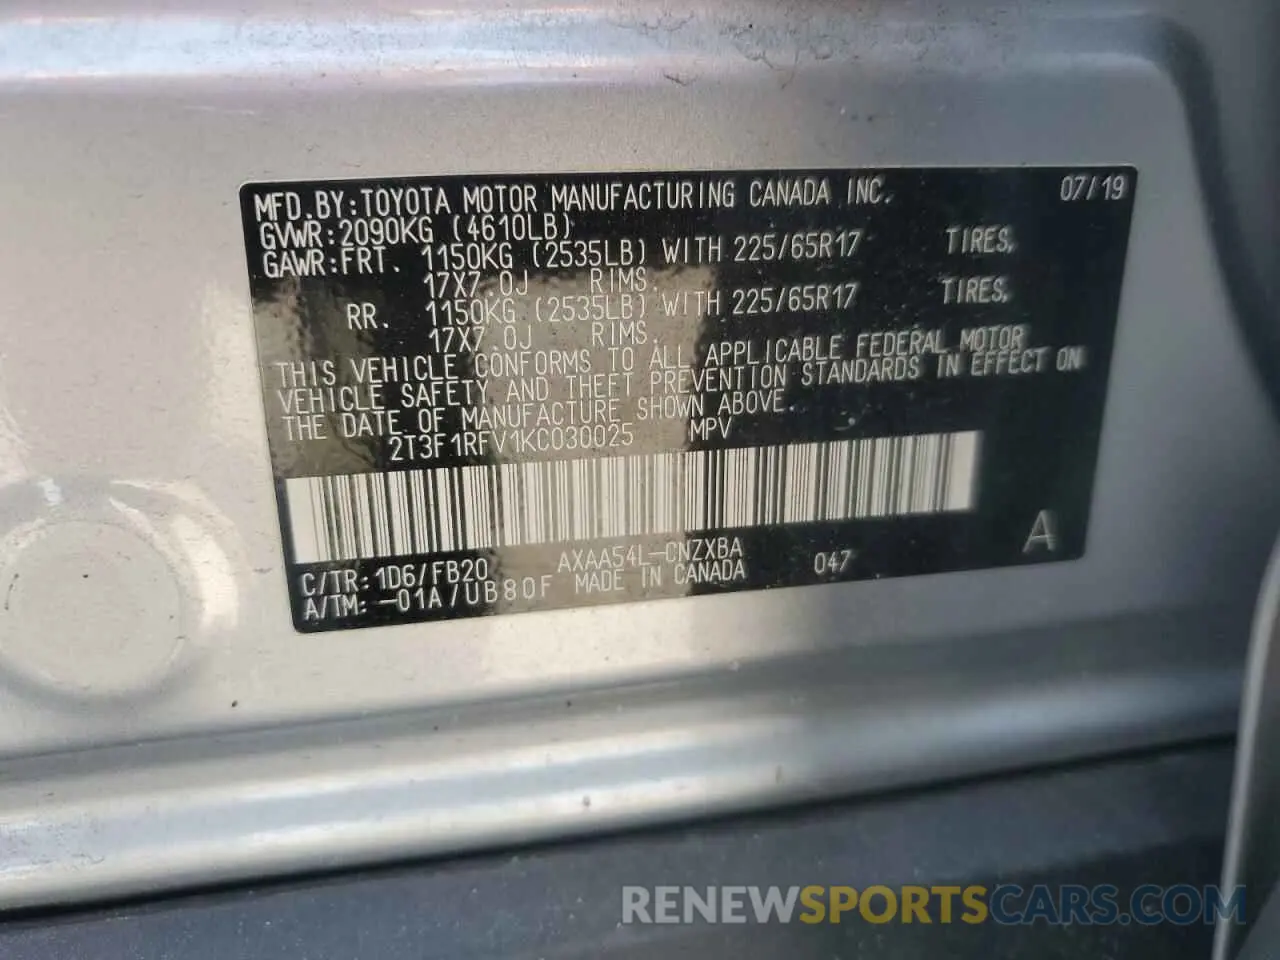 MFD.BY:TOYOTA MOTOR MANUFACTURING CANADA INC. 07/19
GVWR:2090KG (4610LB)
GAWR:FRT. 1150KG (2535LB) WITH 225/65R17 TIRES,
17X7.0J RIMS.
RR. 1150KG (2535LB) WITH 225/65R17 TIRES,
17X7.0J RIMS.
THIS VEHICLE CONFORMS TO ALL APPLICABLE FEDERAL MOTOR
VEHICLE SAFETY AND THEFT PREVENTION STANDARDS IN EFFECT ON
THE DATE OF MANUFACTURE SHOWN ABOVE.
2T3F1RFV1KC030025 MPV
C/TR:1D6/FB20 AXAA54L-CNZXBA 047 A
A/TM:-01A/UB80F MADE IN CANADA
RENEWSPORTSCARS.COM